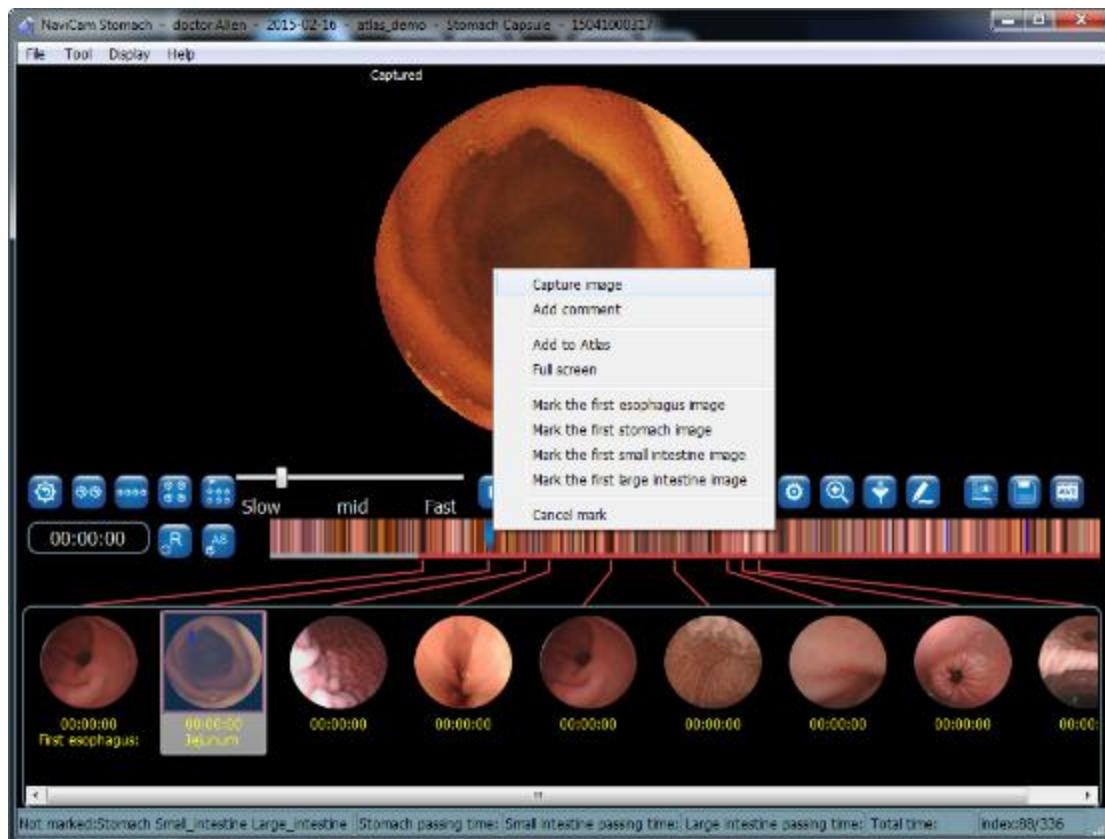 NaviCam Stomach - doctor Allen - 2015-02-16 - atlas_demo - Stomach Capsule - 15041000317
File Tool Display Help
Captured
Capture image
Add comment
Add to Atlas
Full screen
Mark the first esophagus image
Mark the first stomach image
Mark the first small intestine image
Mark the first large intestine image
Cancel mark
Slow mid Fast
00:00:00 R AS
00:00:00 00:00:00 00:00:00 00:00:00 00:00:00 00:00:00 00:00:00 00:00:00 00:00:
First esophagus: Jejunum
Not marked:Stomach Small_intestine Large_intestine Stomach passing time: Small intestine passing time: Large intestine passing time: Total time: index:88/336